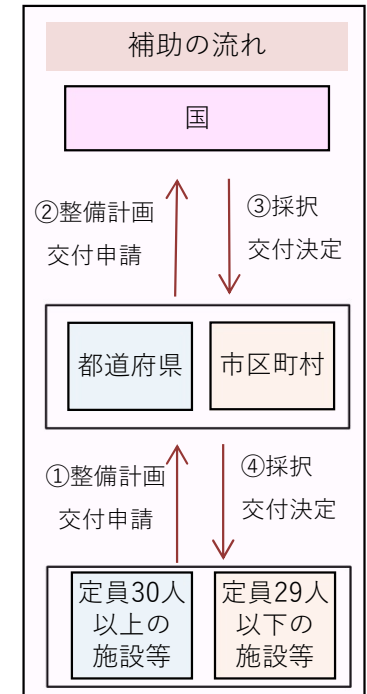 補助の流れ
国
②整備計画
交付申請
③採択
交付決定
都道府県
市区町村
①整備計画
交付申請
④採択
交付決定
定員30人
以上の
施設等
定員29人
以下の
施設等